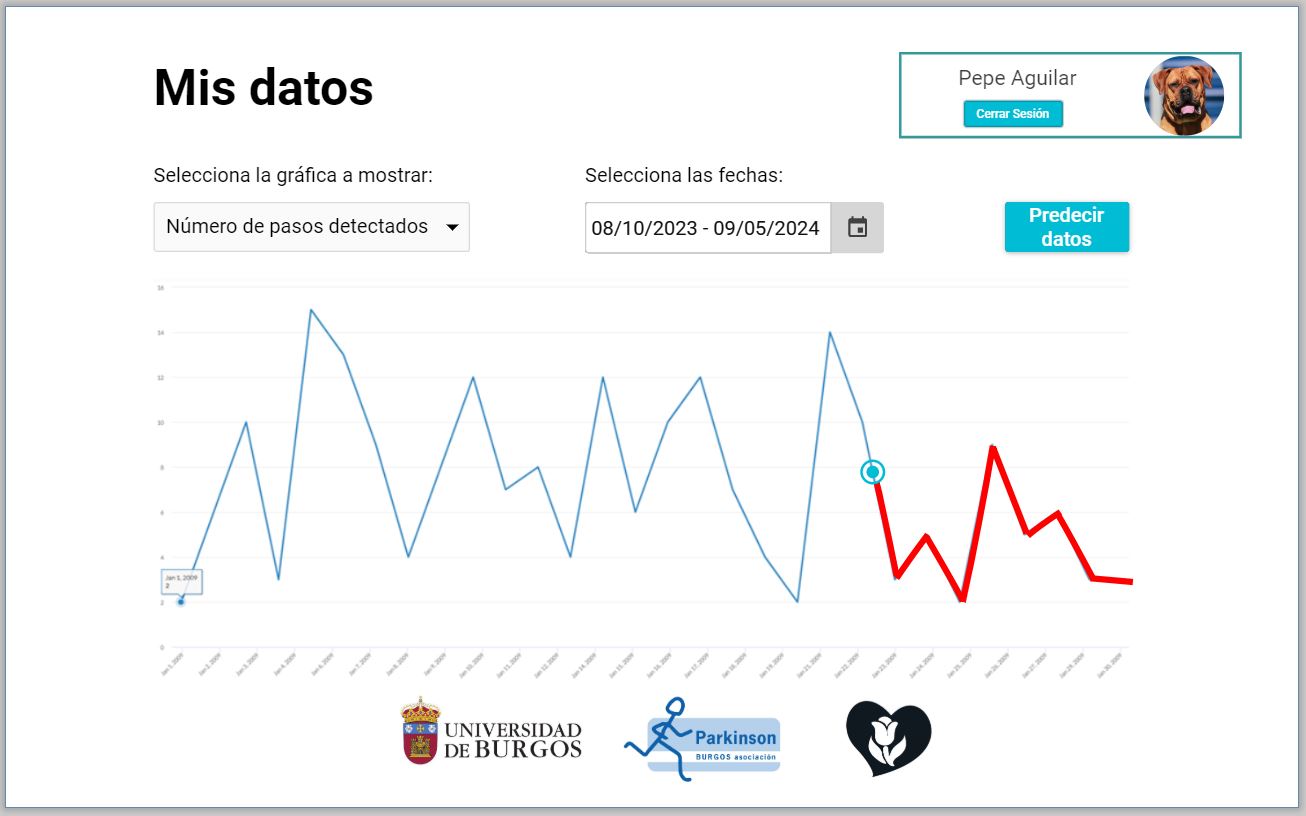 Mis datos
Pepe Aguilar
Cerrar Sesión
Selecciona la gráfica a mostrar:
Selecciona las fechas:
Número de pasos detectados
08/10/2023 - 09/05/2024
Predecir
datos
16
14
12
10
8
6
4
2
0
Jan 1, 2009
2
Jan 1, 2009
Jan 2, 2009
Jan 3, 2009
Jan 4, 2009
Jan 6, 2009
Jan 7, 2009
Jan 8, 2009
Jan 9, 2009
Jan 10, 2009
Jan 11, 2009
Jan 12, 2009
Jan 14, 2009
Jan 15, 2009
Jan 16, 2009
Jan 17, 2009
Jan 18, 2009
Jan 19, 2009
Jan 21, 2009
Jan 22, 2009
Jan 23, 2009
Jan 24, 2009
Jan 25, 2009
Jan 26, 2009
Jan 27, 2009
Jan 29, 2009
Jan 30, 2009
UNIVERSIDAD
DE BURGOS
Parkinson
BURGOS asociación